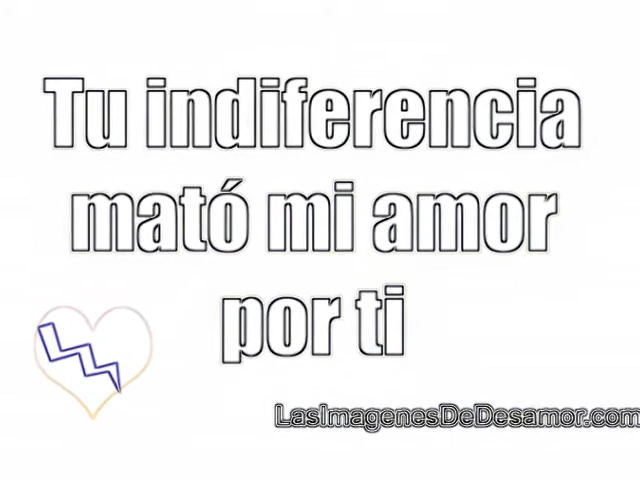 Tu indiferencia
mató mi amor
por ti
LasImagenesDeDesamor.com